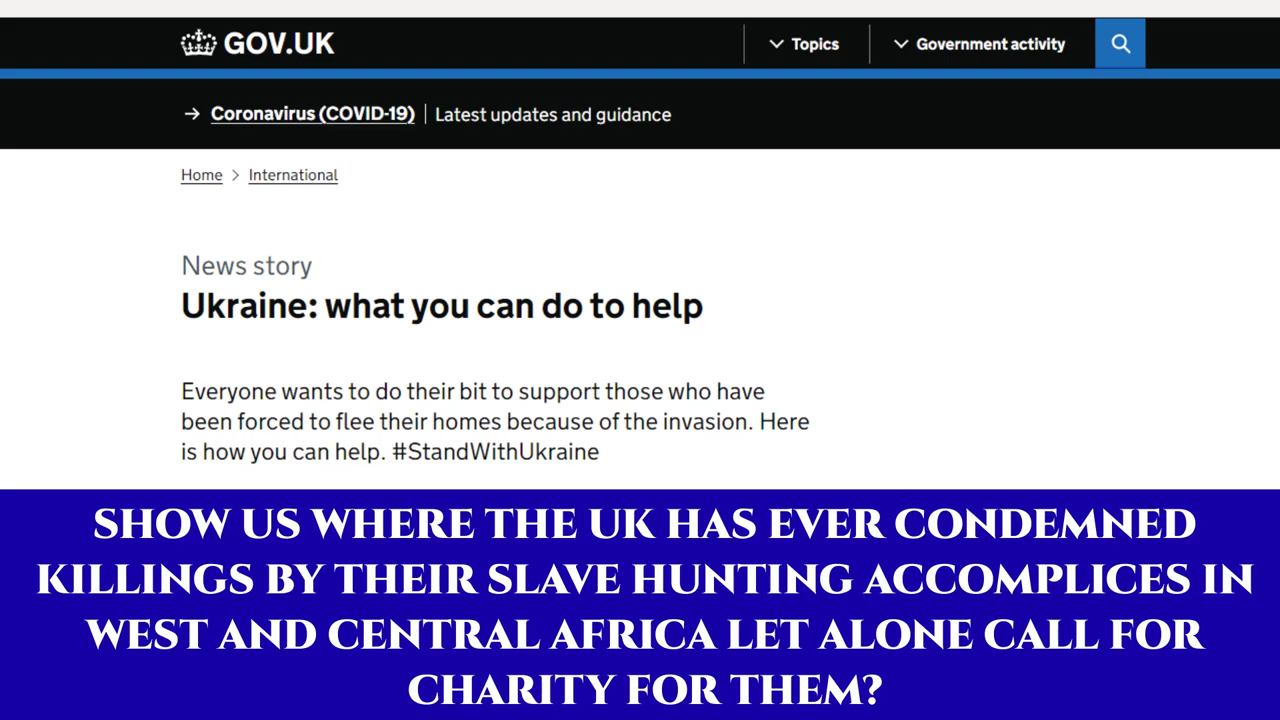 GOV.UK
Topics
Government activity
→ Coronavirus (COVID-19) | Latest updates and guidance
Home > International
News story
Ukraine: what you can do to help
Everyone wants to do their bit to support those who have
been forced to flee their homes because of the invasion. Here
is how you can help. #StandWithUkraine
SHOW US WHERE THE UK HAS EVER CONDEMNED
KILLINGS BY THEIR SLAVE HUNTING ACCOMPLICES IN
WEST AND CENTRAL AFRICA LET ALONE CALL FOR
CHARITY FOR THEM?